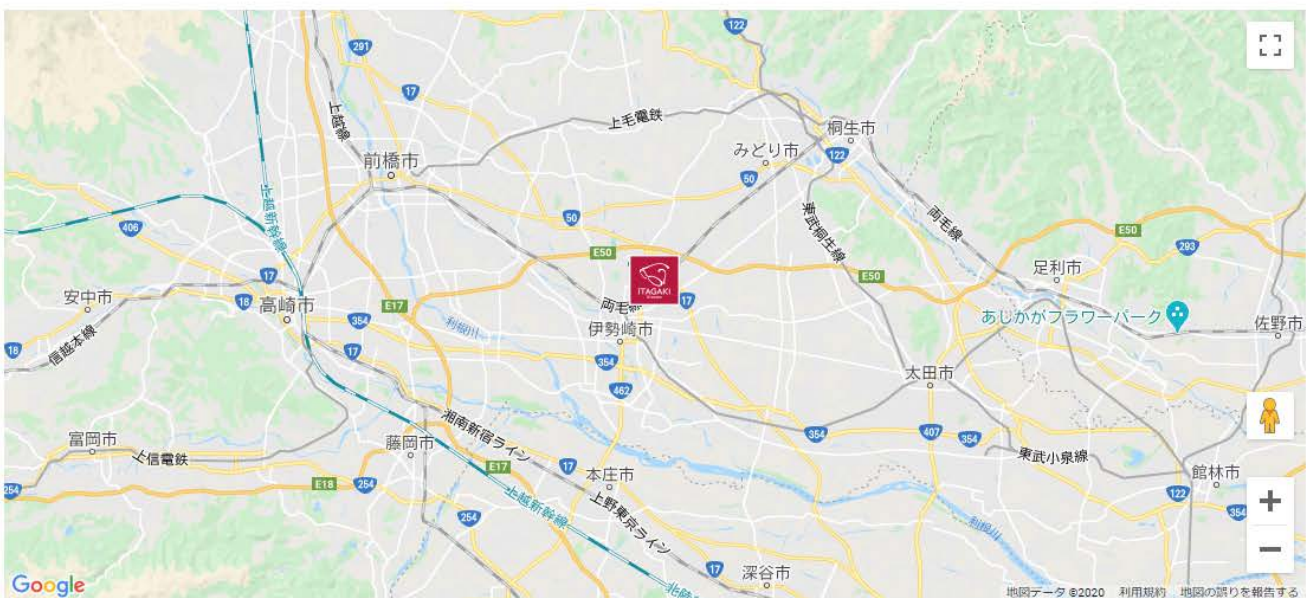 122
291
17
上越線
上毛電鉄
桐生市
みどり市
122
前橋市
50
上越新幹線
50
東武桐生線
両毛線
406
E50
293
E50
足利市
17
E50
ITAGAKI
安中市
18
高崎市
E17
両毛線
17
あしかがフラワーパーク
354
利根川
伊勢崎市
佐野市
18
信越本線
17
354
太田市
462
湘南新宿ライン
富岡市
上信電鉄
藤岡市
354
407
354
東武小泉線
E17
17
本庄市
館林市
254
E18
254
上越新幹線
上野東京ライン
122
354
254
利根川
深谷市
17
北陸
Google
地図データ ©2020 利用規約 地図の誤りを報告する